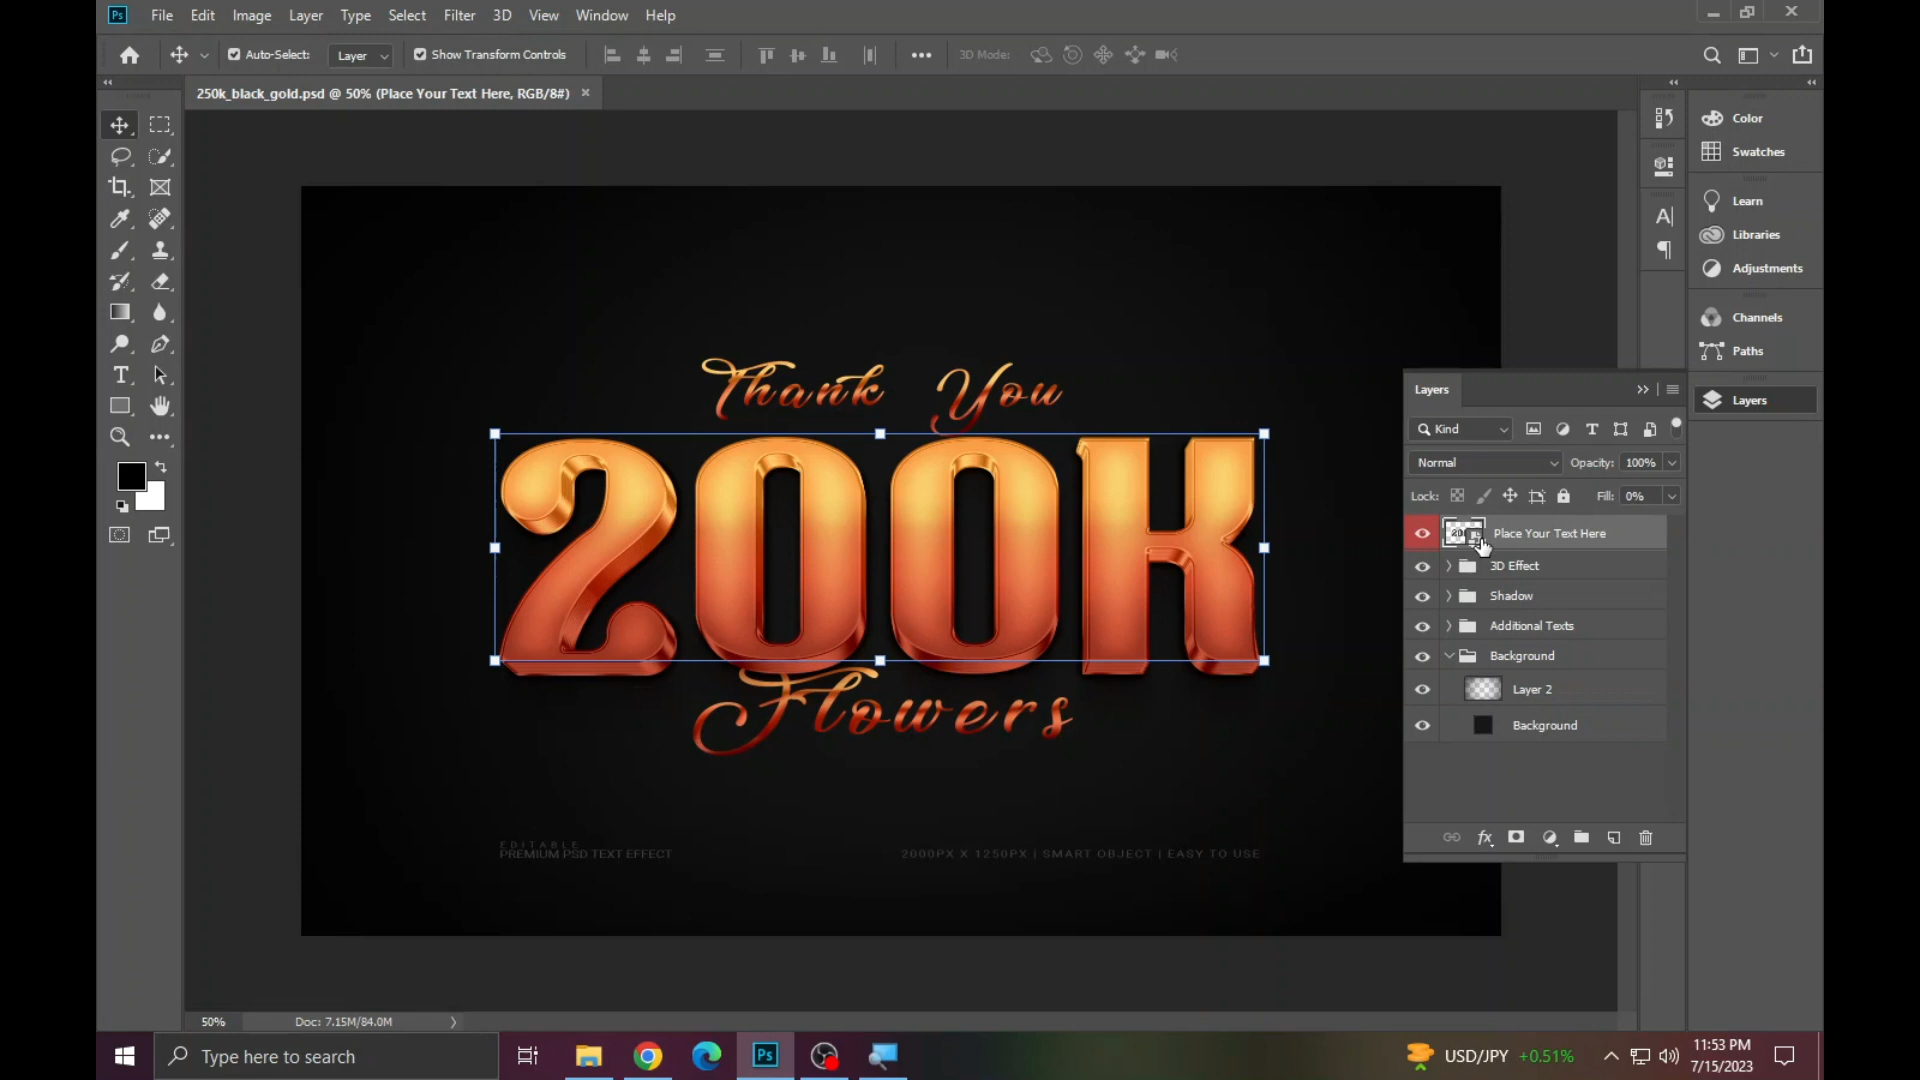 Ps File Edit Image Layer Type Select Filter 3D View Window Help
Auto-Select: Layer Show Transform Controls 3D Mode:
250k_black_gold.psd @ 50% (Place Your Text Here, RGB/8#)
Color
Swatches
Learn
Libraries
Adjustments
Channels
Paths
Layers
Thank You
200K
Flowers
EDITABLE
PREMIUM PSD TEXT EFFECT
2000PX X 1250PX | SMART OBJECT | EASY TO USE
Layers
Kind
Normal Opacity: 100%
Lock: Fill: 0%
Place Your Text Here
3D Effect
Shadow
Additional Texts
Background
Layer 2
Background
50% Doc: 7.15M/84.0M
Type here to search
Ps
USD/JPY +0.51%
11:53 PM
7/15/2023